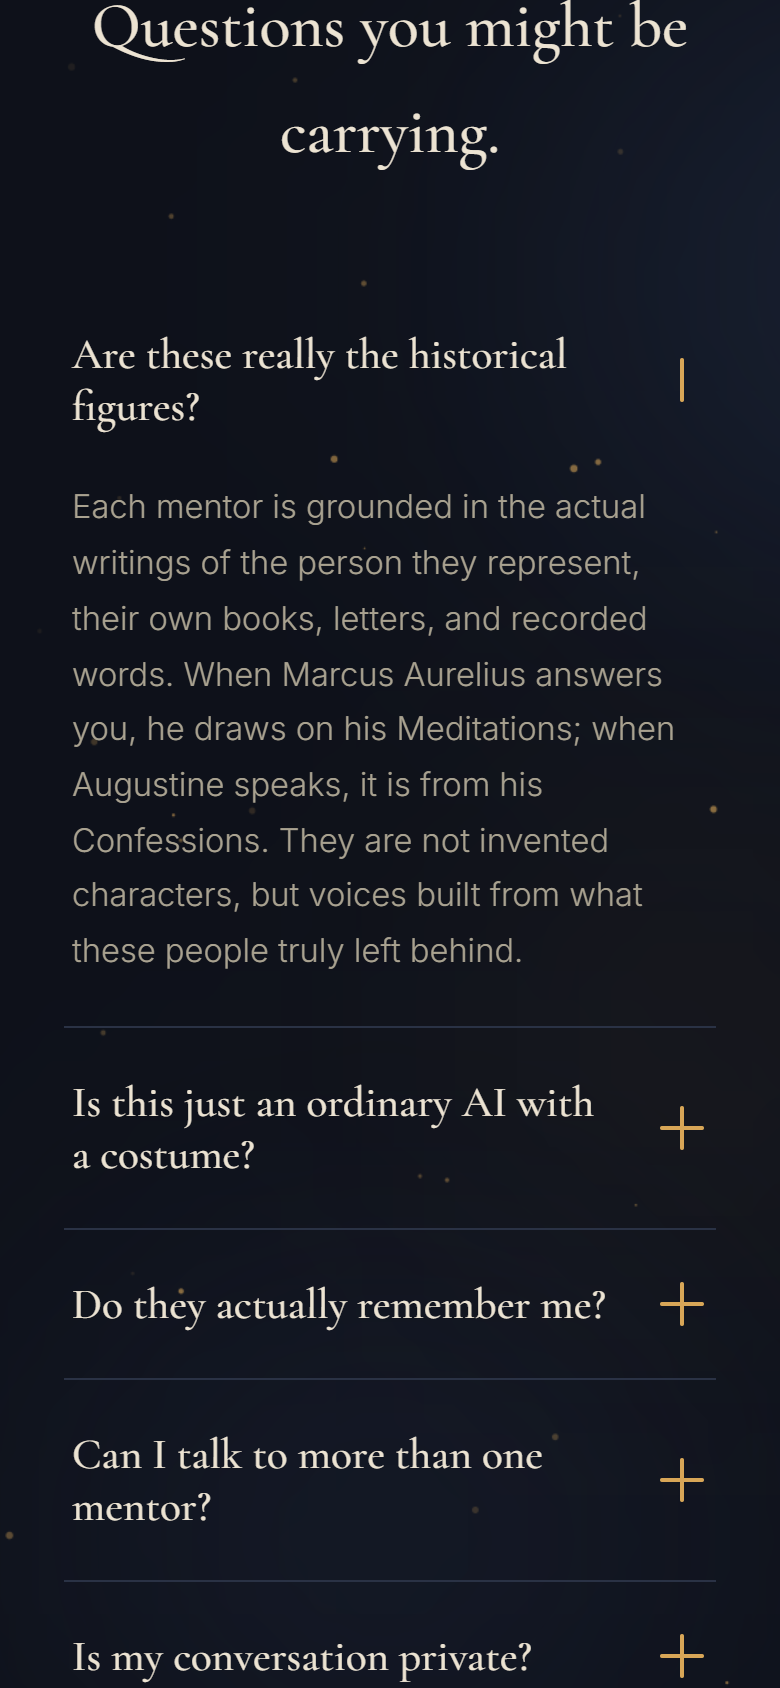 Questions you might be
carrying.
Are these really the historical
figures?
Each mentor is grounded in the actual
writings of the person they represent,
their own books, letters, and recorded
words. When Marcus Aurelius answers
you, he draws on his Meditations; when
Augustine speaks, it is from his
Confessions. They are not invented
characters, but voices built from what
these people truly left behind.
Is this just an ordinary AI with
a costume?
Do they actually remember me?
Can I talk to more than one
mentor?
Is my conversation private?